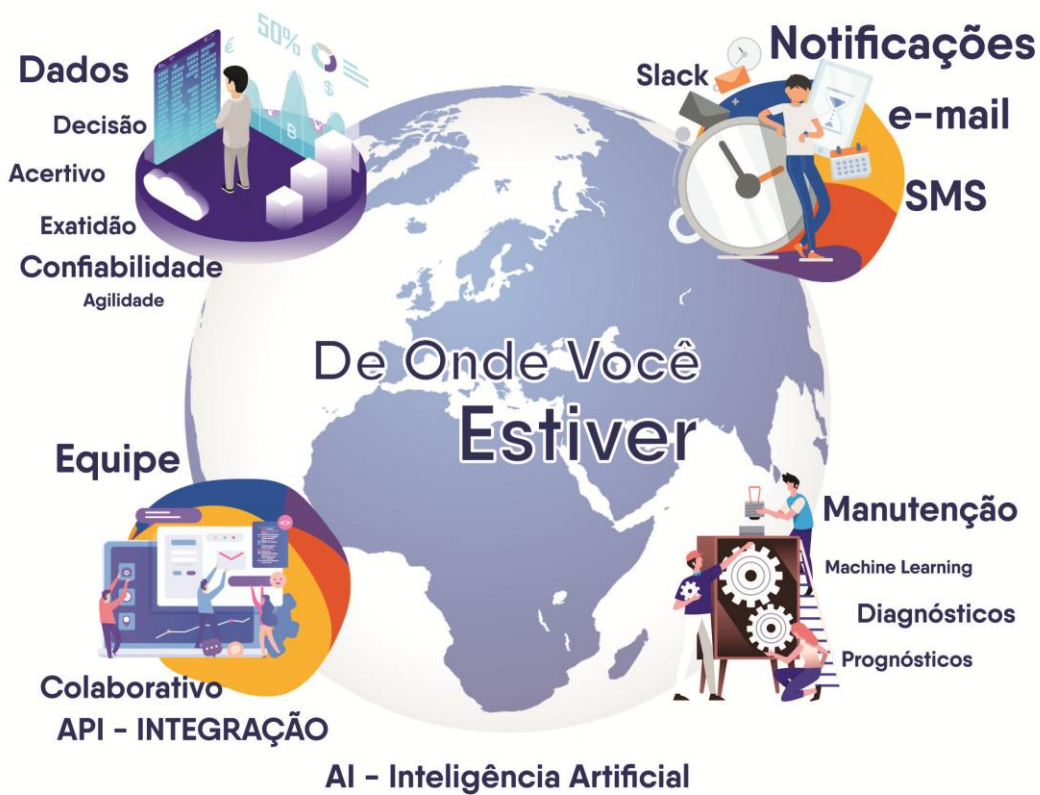 Dados
Decisão
Acertivo
Exatidão
Confiabilidade
Agilidade
50%
€
$
B
Notificações
Slack
e-mail
SMS
De Onde Você
Estiver
Equipe
Colaborativo
API - INTEGRAÇÃO
Manutenção
Machine Learning
Diagnósticos
Prognósticos
AI - Inteligência Artificial